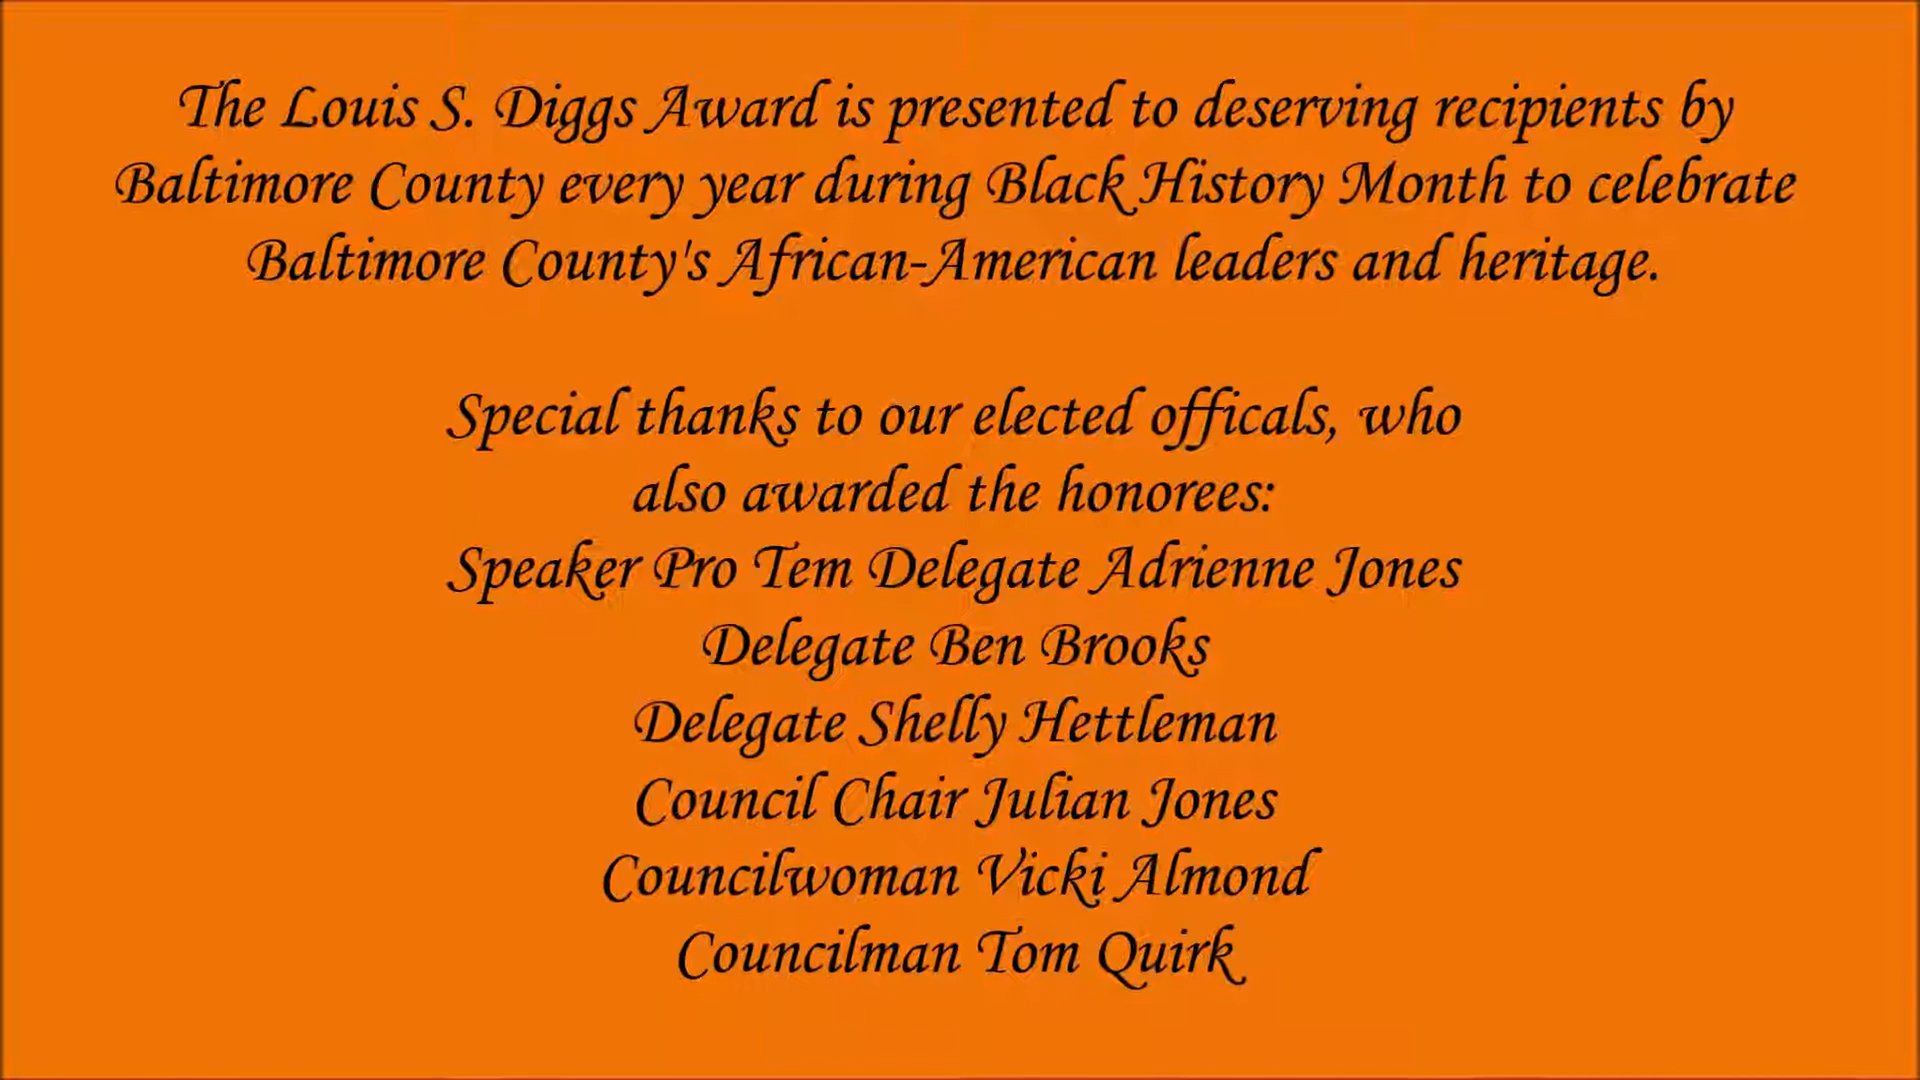 The Louis S. Diggs Award is presented to deserving recipients by
Baltimore County every year during Black History Month to celebrate
Baltimore County's African-American leaders and heritage.
Special thanks to our elected officals, who
also awarded the honorees:
Speaker Pro Tem Delegate Adrienne Jones
Delegate Ben Brooks
Delegate Shelly Hettleman
Council Chair Julian Jones
Councilwoman Vicki Almond
Councilman Tom Quirk